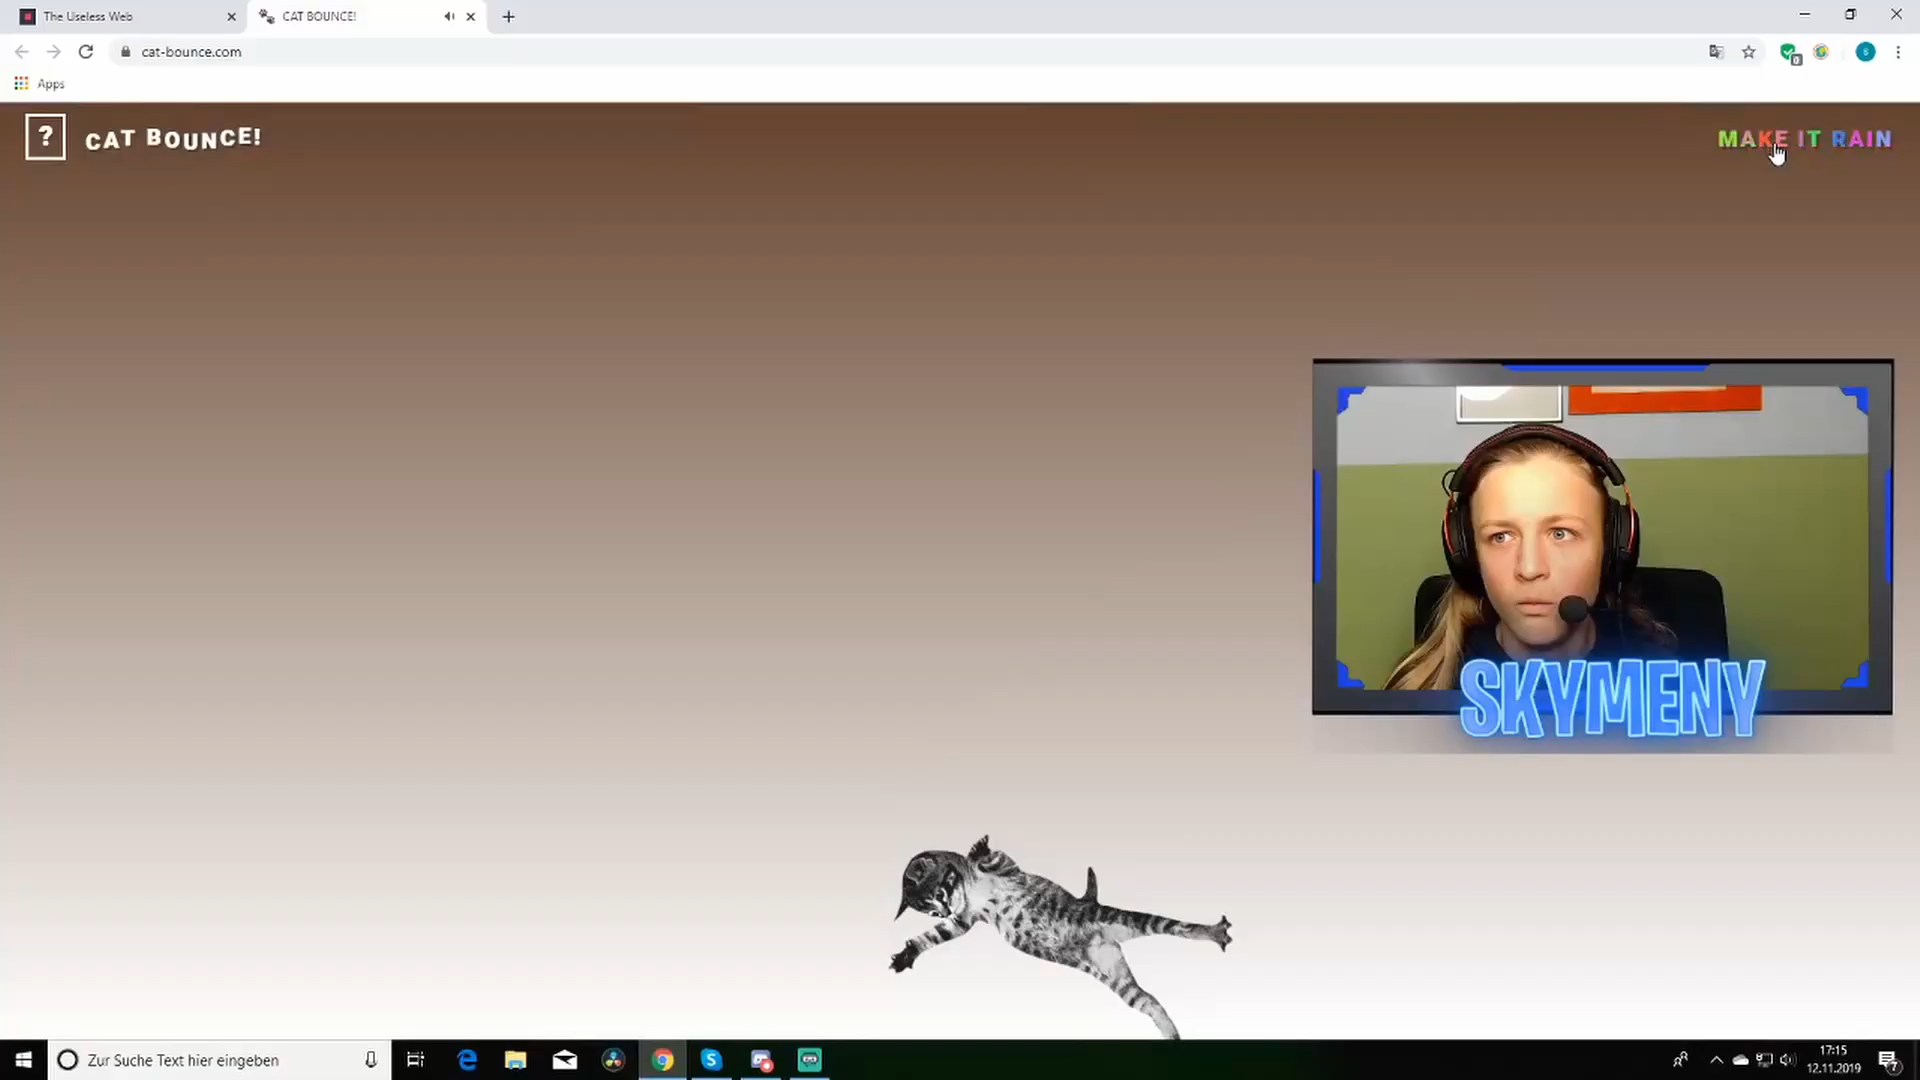 The Useless Web
CAT BOUNCE!
cat-bounce.com
Apps
? CAT BOUNCE!
MAKE IT RAIN
SKYMENY
Zur Suche Text hier eingeben
17:15
12.11.2019